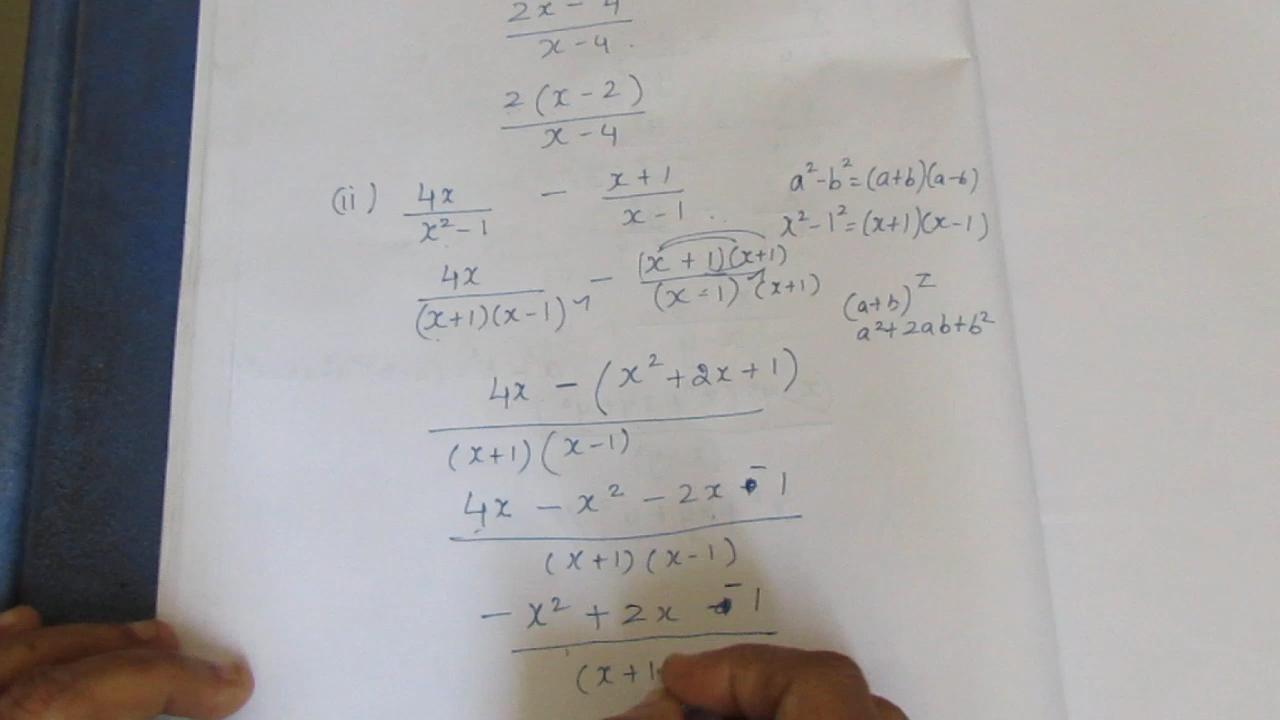 2x - 4
x - 4
2(x - 2)
x - 4
(ii) 4x/(x² - 1) - (x + 1)/(x - 1)
a² - b² = (a+b)(a-b)
x² - 1² = (x+1)(x-1)
4x/((x+1)(x-1)) - (x + 1)(x+1)/((x - 1)(x+1))
(a+b)²
a² + 2ab + b²
4x - (x² + 2x + 1)
(x+1)(x-1)
4x - x² - 2x - 1
(x+1)(x-1)
- x² + 2x - 1
(x+1